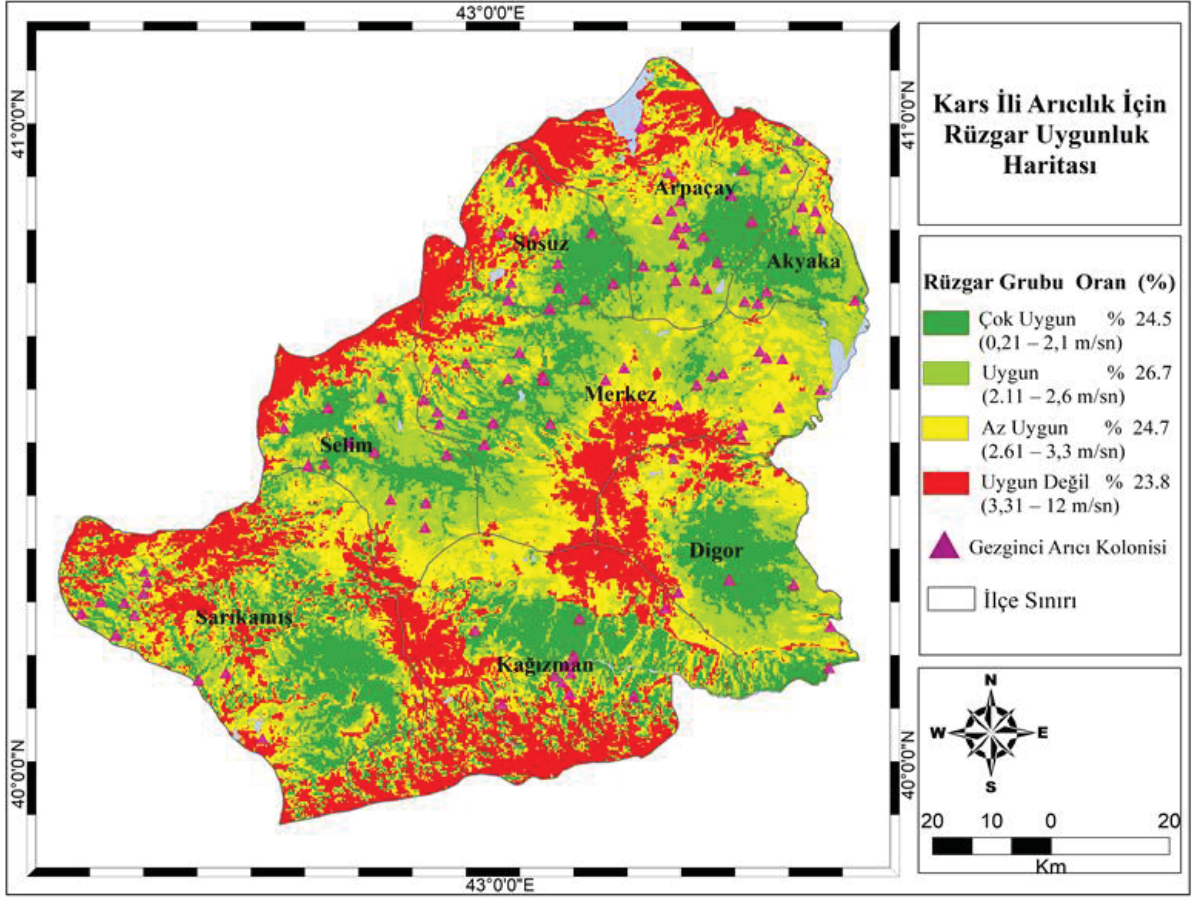 43°0'0"E
41°0'0"N
41°0'0"N
Kars İli Arıcılık İçin
Rüzgar Uygunluk
Haritası
Arpaçay
Susuz
Akyaka
Merkez
Selim
Digor
Sarıkamış
Kağızman
Rüzgar Grubu Oran (%)
Çok Uygun % 24.5
(0,21 – 2,1 m/sn)
Uygun % 26.7
(2.11 – 2,6 m/sn)
Az Uygun % 24.7
(2.61 – 3,3 m/sn)
Uygun Değil % 23.8
(3,31 – 12 m/sn)
Gezginci Arıcı Kolonisi
İlçe Sınırı
N
W E
S
20 10 0 20
Km
40°0'0"N
40°0'0"N
43°0'0"E